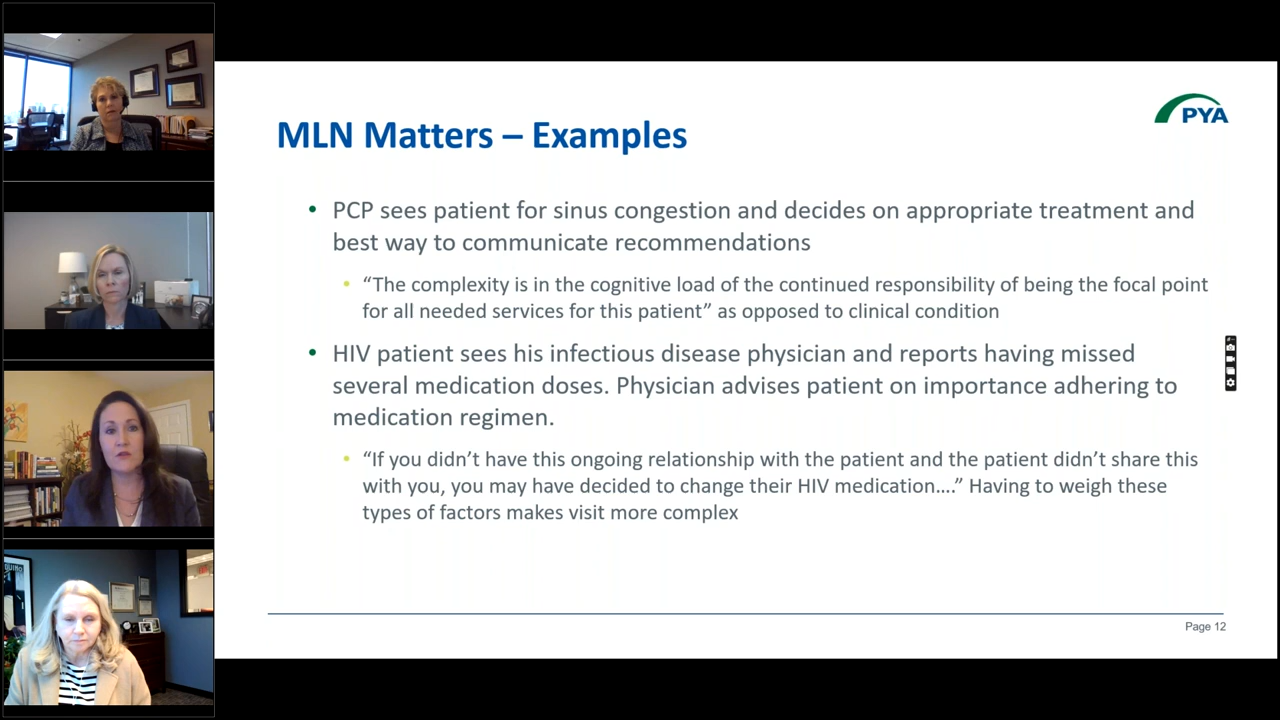 PYA
MLN Matters – Examples
• PCP sees patient for sinus congestion and decides on appropriate treatment and
best way to communicate recommendations
• “The complexity is in the cognitive load of the continued responsibility of being the focal point
for all needed services for this patient” as opposed to clinical condition
• HIV patient sees his infectious disease physician and reports having missed
several medication doses. Physician advises patient on importance adhering to
medication regimen.
• “If you didn’t have this ongoing relationship with the patient and the patient didn’t share this
with you, you may have decided to change their HIV medication....” Having to weigh these
types of factors makes visit more complex
Page 12